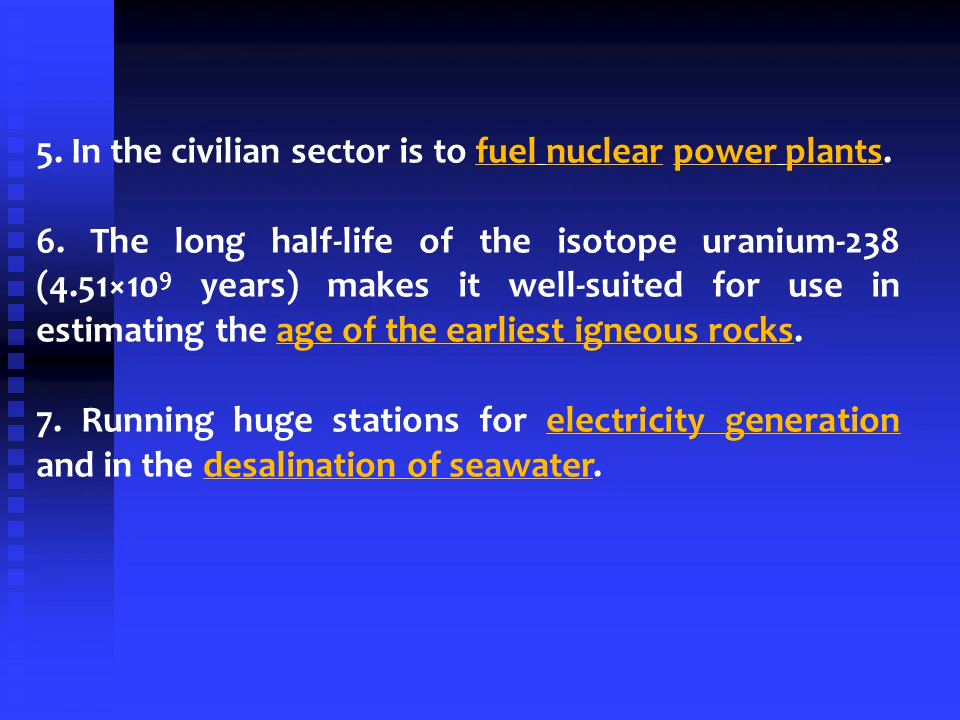 5. In the civilian sector is to fuel nuclear power plants.
6. The long half-life of the isotope uranium-238
(4.51×10⁹ years) makes it well-suited for use in
estimating the age of the earliest igneous rocks.
7. Running huge stations for electricity generation
and in the desalination of seawater.